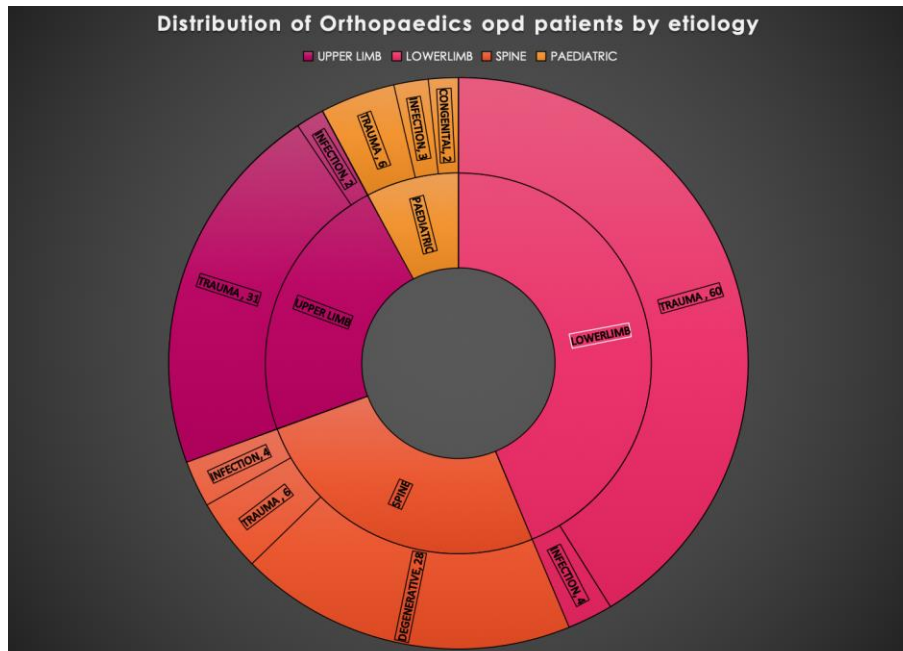 Distribution of Orthopaedics opd patients by etiology
UPPER LIMB LOWERLIMB SPINE PAEDIATRIC
TRAUMA , 6
INFECTION, 3
CONGENITAL, 2
INFECTION, 2
PAEDIATRIC
TRAUMA , 31
UPPER LIMB
LOWERLIMB
TRAUMA , 60
INFECTION, 4
TRAUMA , 6
SPINE
DEGENERATIVE, 28
INFECTION, 4